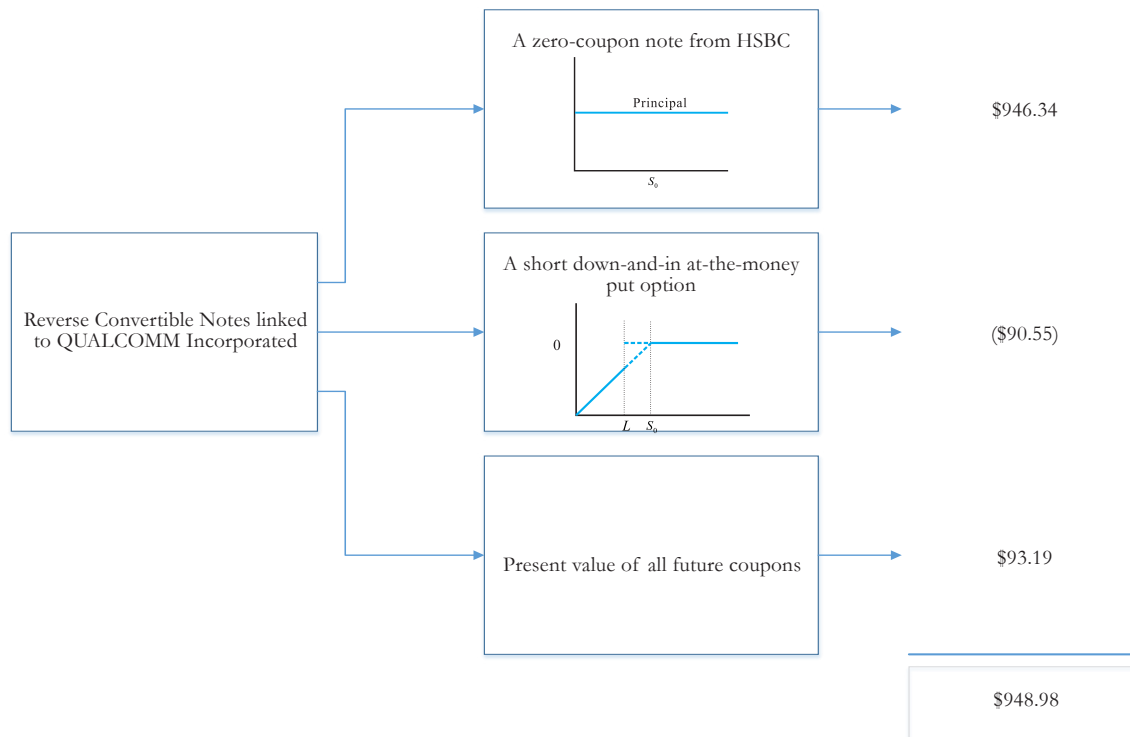 A zero-coupon note from HSBC
Principal
S₀
$946.34
Reverse Convertible Notes linked
to QUALCOMM Incorporated
A short down-and-in at-the-money
put option
0
L S₀
($90.55)
Present value of all future coupons
$93.19
$948.98